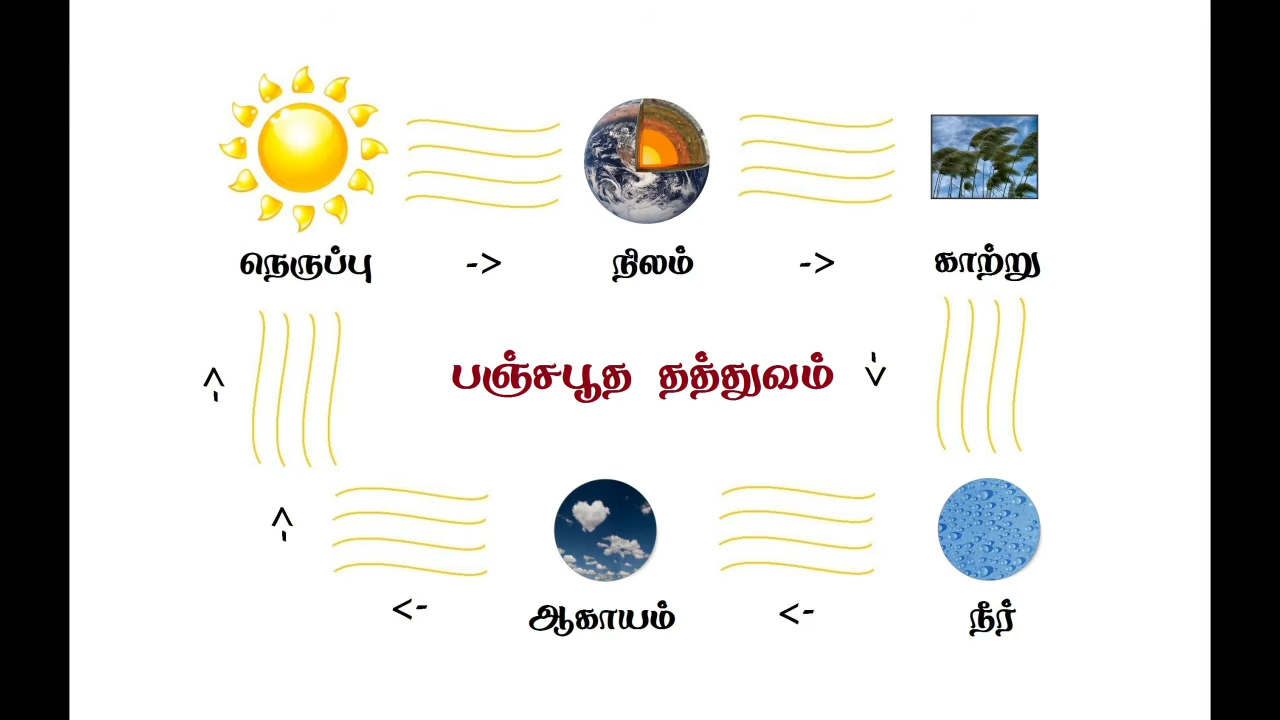 நெருப்பு -> நிலம் -> காற்று
பஞ்சபூத தத்துவம்
<- ஆகாயம் <- நீர்